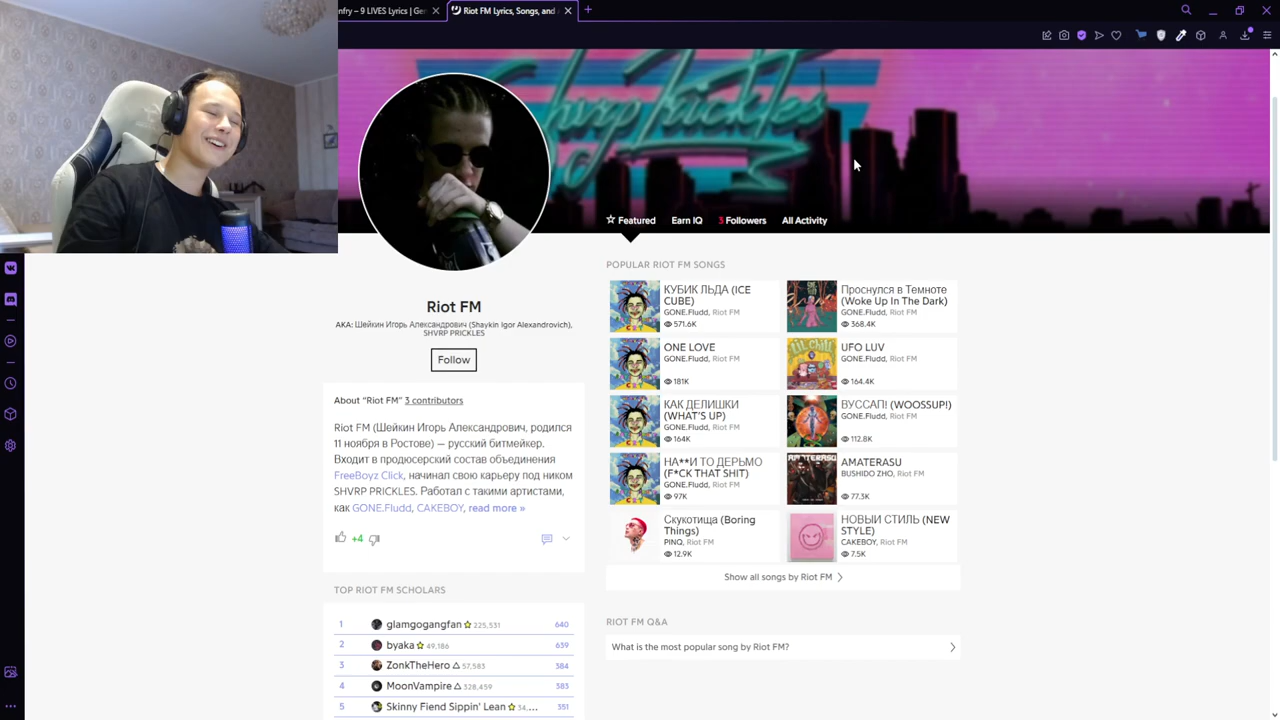 nfry – 9 LIVES Lyrics | Ge
Riot FM Lyrics, Songs, and
Shvrp Prickles
Featured
Earn IQ
3 Followers
All Activity
Riot FM
AKA: Шейкин Игорь Александрович (Shaykin Igor Alexandrovich),
SHVRP PRICKLES
Follow
About “Riot FM” 3 contributors
Riot FM (Шейкин Игорь Александрович, родился
11 ноября в Ростове) — русский битмейкер.
Входит в продюсерский состав объединения
FreeBoyz Click, начинал свою карьеру под ником
SHVRP PRICKLES. Работал с такими артистами,
как GONE.Fludd, CAKEBOY, read more »
+4
TOP RIOT FM SCHOLARS
1 glamgogangfan 225,531 640
2 byaka 49,186 639
3 ZonkTheHero 57,583 384
4 MoonVampire 328,459 383
5 Skinny Fiend Sippin' Lean 34,... 351
POPULAR RIOT FM SONGS
КУБИК ЛЬДА (ICE
CUBE)
GONE.Fludd, Riot FM
571.6K
Проснулся в Темноте
(Woke Up In The Dark)
GONE.Fludd, Riot FM
368.4K
ONE LOVE
GONE.Fludd, Riot FM
181K
UFO LUV
GONE.Fludd, Riot FM
164.4K
КАК ДЕЛИШКИ
(WHAT’S UP)
GONE.Fludd, Riot FM
164K
ВУССАП! (WOOSSUP!)
GONE.Fludd, Riot FM
112.8K
НА**И ТО ДЕРЬМО
(F*CK THAT SHIT)
GONE.Fludd, Riot FM
97K
AMATERASU
BUSHIDO ZHO, Riot FM
77.3K
Скукотища (Boring
Things)
PINQ, Riot FM
12.9K
НОВЫЙ СТИЛЬ (NEW
STYLE)
CAKEBOY, Riot FM
7.5K
Show all songs by Riot FM
RIOT FM Q&A
What is the most popular song by Riot FM?